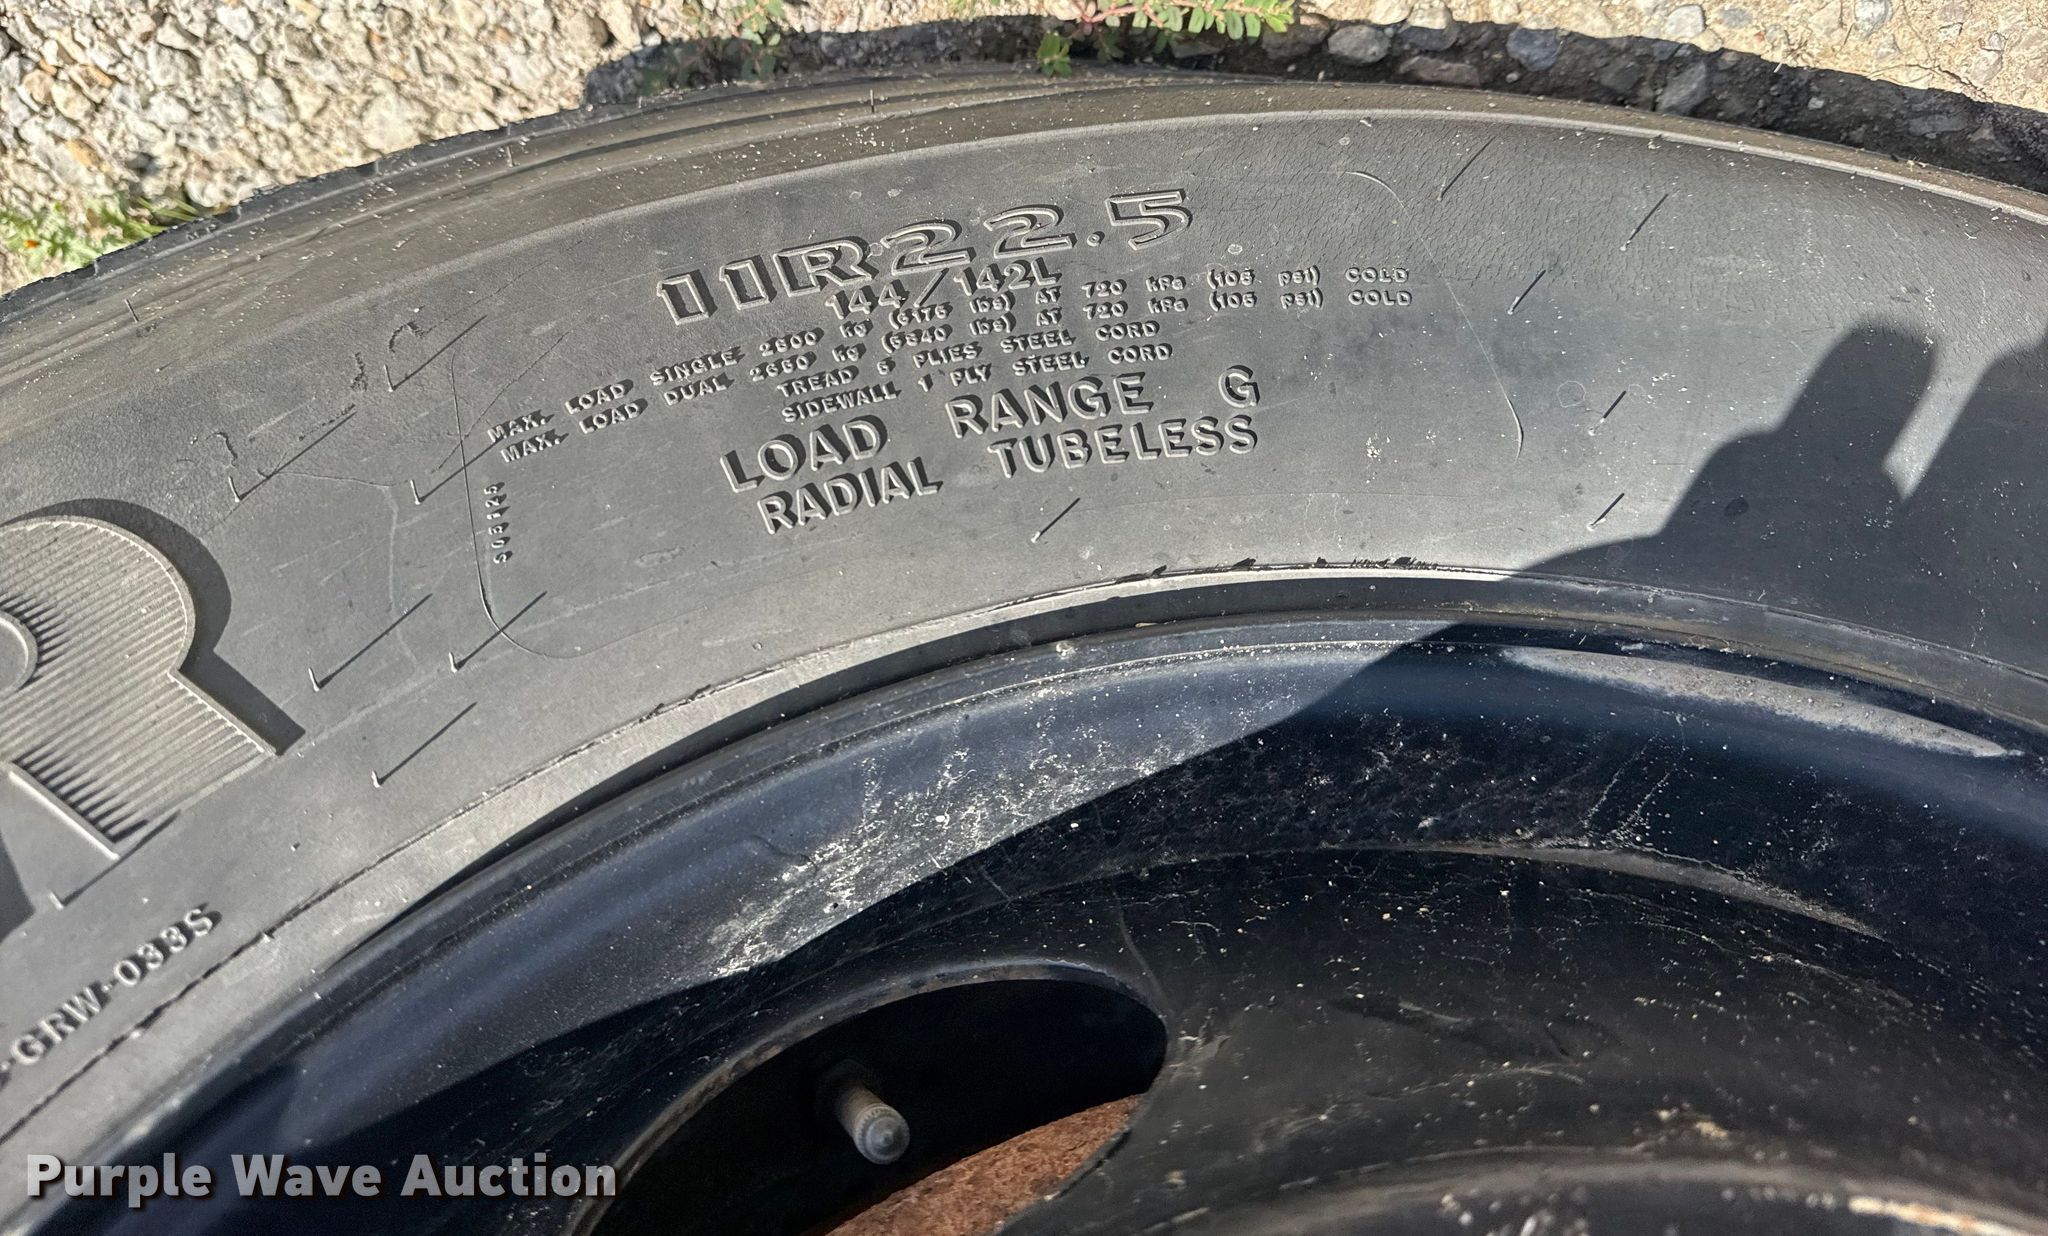 11R22.5
144/142L
MAX. LOAD SINGLE 2800 kg (6175 lbs) AT 720 kPa (105 psi) COLD
MAX. LOAD DUAL 2650 kg (5840 lbs) AT 720 kPa (105 psi) COLD
TREAD 5 PLIES STEEL CORD
SIDEWALL 1 PLY STEEL CORD
LOAD RANGE G
RADIAL TUBELESS
R
-GRW-033S
Purple Wave Auction